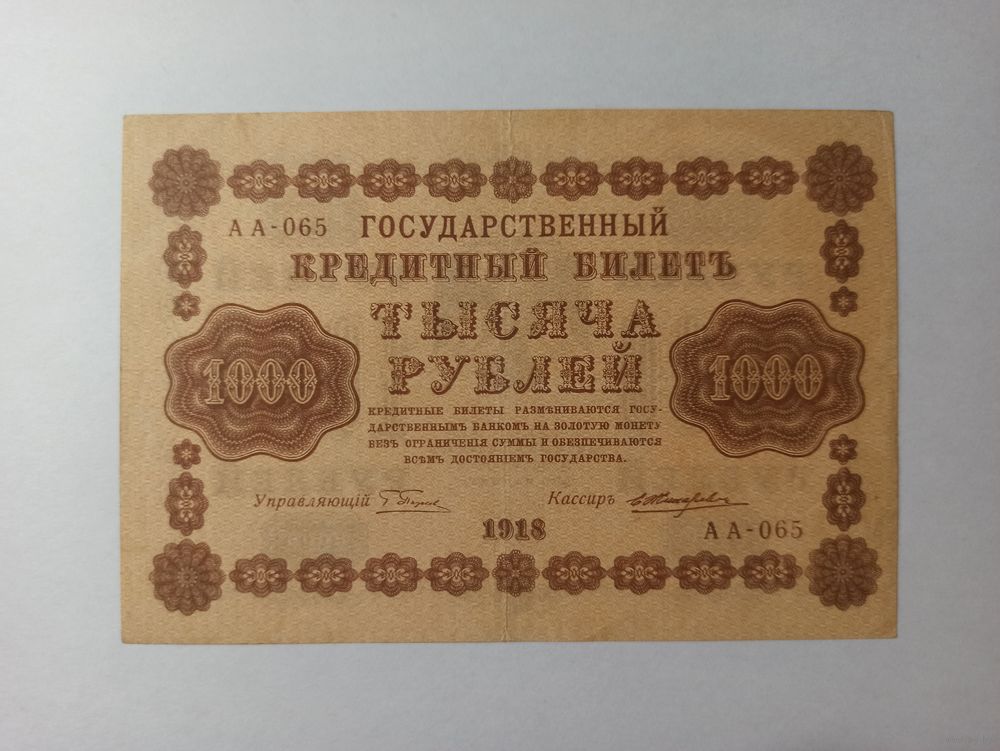 АА-065 ГОСУДАРСТВЕННЫЙ
КРЕДИТНЫЙ БИЛЕТЪ
ТЫСЯЧА
РУБЛЕЙ
1000
1000
КРЕДИТНЫЕ БИЛЕТЫ РАЗМѢНИВАЮТСЯ ГОСУ-
ДАРСТВЕННЫМЪ БАНКОМЪ НА ЗОЛОТУЮ МОНЕТУ
БЕЗЪ ОГРАНИЧЕНІЯ СУММЫ И ОБЕЗПЕЧИВАЮТСЯ
ВСѢМЪ ДОСТОЯНІЕМЪ ГОСУДАРСТВА.
Управляющій
Кассиръ
1918
АА-065